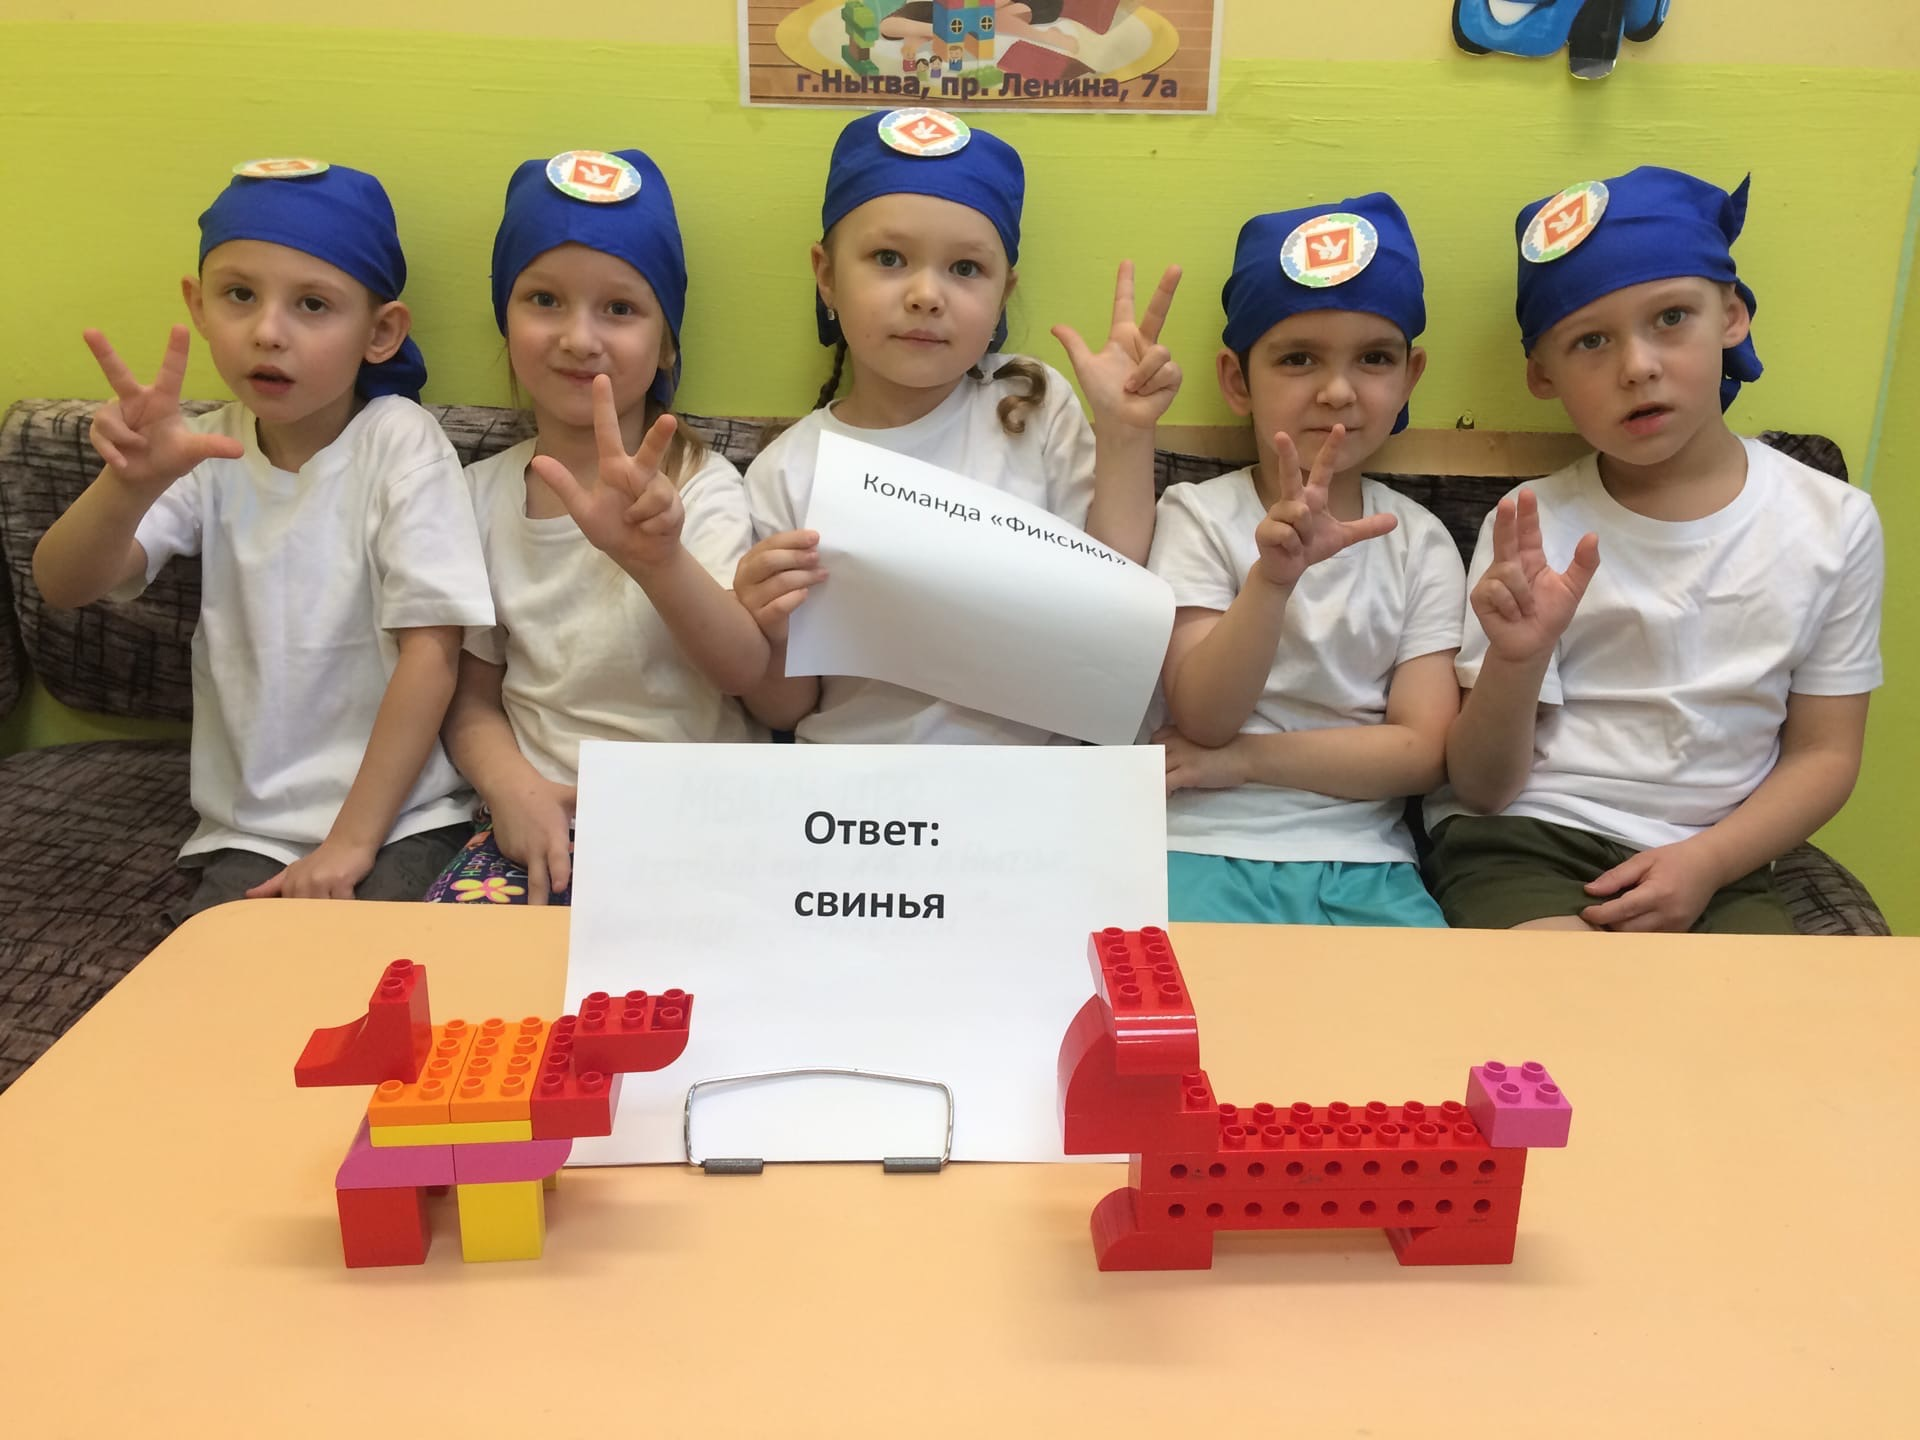 г.Нытва, пр. Ленина, 7а
Команда «Фиксики»
Ответ:
свинья